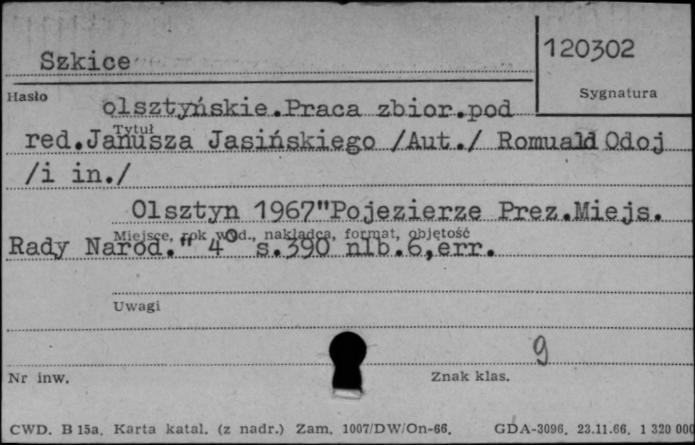 120302
Szkice
Sygnatura
Hasło
olsztyńskie.Praca zbior.pod
Tytuł
red.Janusza Jasińskiego /Aut./ Romuald Odoj
/i in./
Olsztyn 1967"Pojezierze Prez.Miejs.
Miejsce, rok wyd., nakładca, format, objętość
Rady Narod." 4° s.390 nlb.6,err.
Uwagi
9
Nr inw.
Znak klas.
CWD. B 15a. Karta katal. (z nadr.) Zam. 1007/DW/On-66. GDA-3096. 23.11.66. 1 320 000